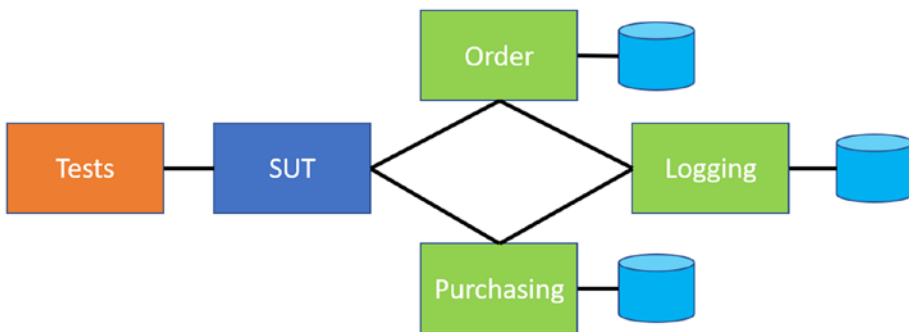 Order
Tests
SUT
Logging
Purchasing